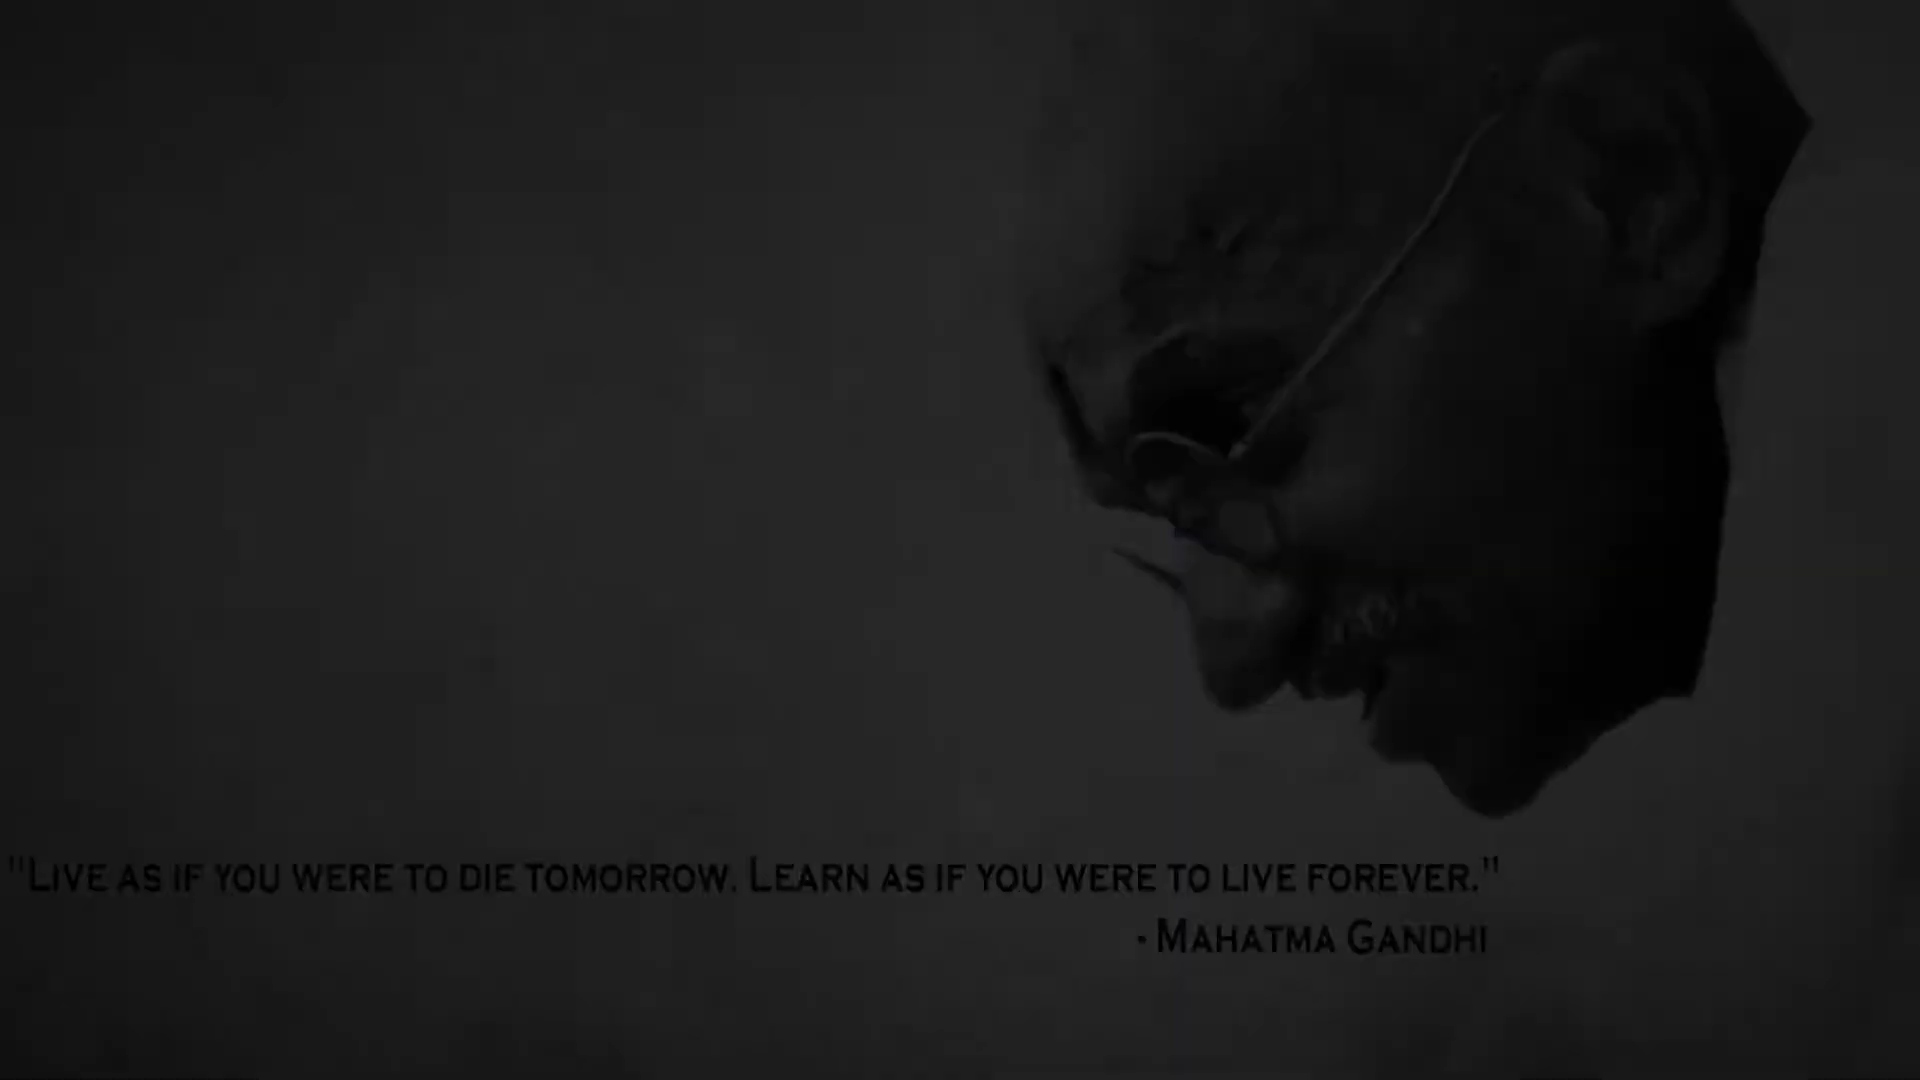 "Live as if you were to die tomorrow. Learn as if you were to live forever."
- Mahatma Gandhi